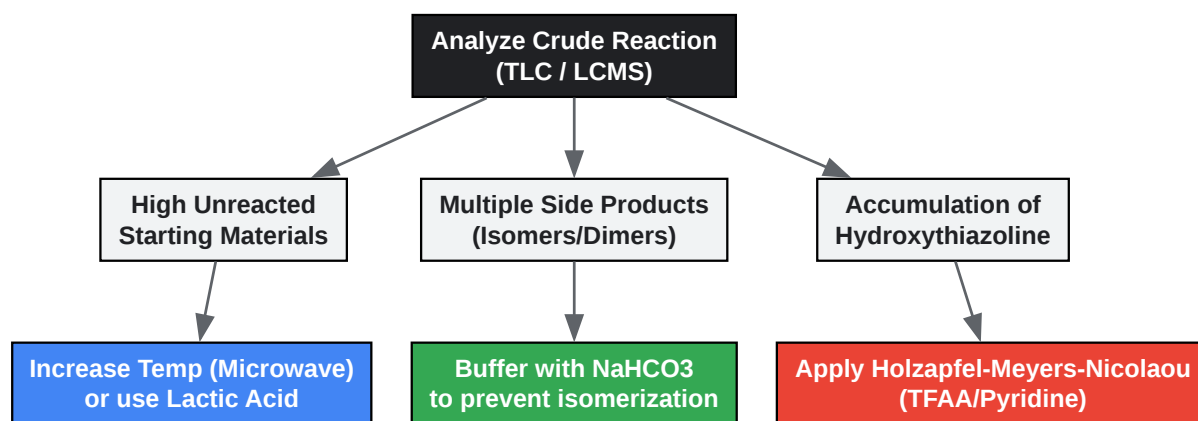 Analyze Crude Reaction
(TLC / LCMS)
High Unreacted
Starting Materials
Multiple Side Products
(Isomers/Dimers)
Accumulation of
Hydroxythiazoline
Increase Temp (Microwave)
or use Lactic Acid
Buffer with NaHCO3
to prevent isomerization
Apply Holzapfel-Meyers-Nicolaou
(TFAA/Pyridine)